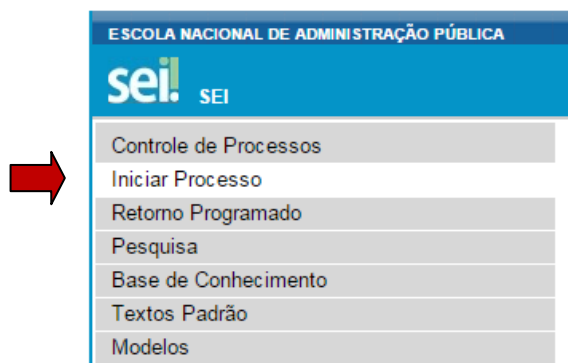 ESCOLA NACIONAL DE ADMINISTRAÇÃO PÚBLICA
sei! SEI
Controle de Processos
Iniciar Processo
Retorno Programado
Pesquisa
Base de Conhecimento
Textos Padrão
Modelos